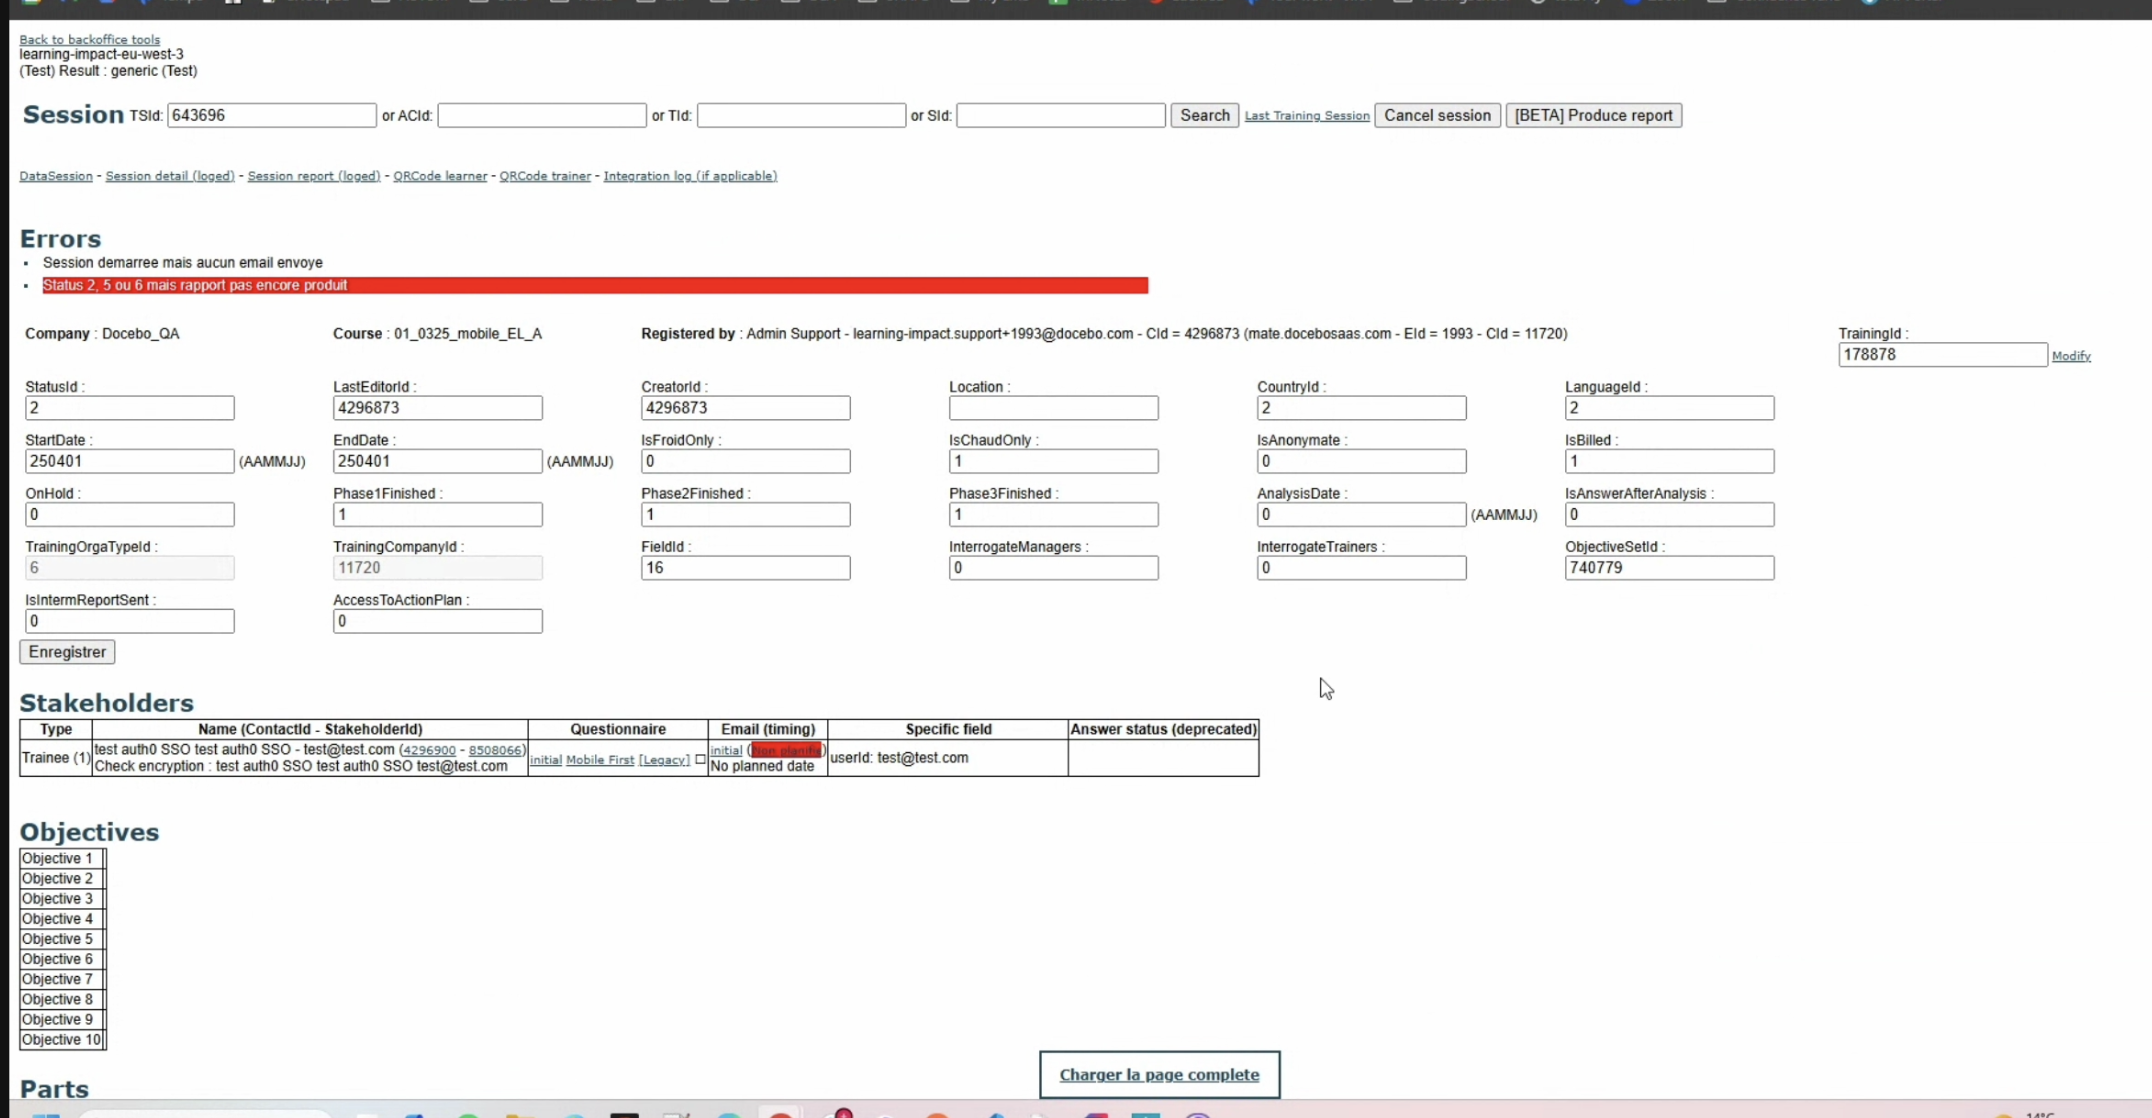 Back to backoffice tools
learning-impact-eu-west-3
(Test) Result : generic (Test)
Session TSId: 643696 or ACId: or TId: or SId: Search Last Training Session Cancel session [BETA] Produce report
DataSession - Session detail (loged) - Session report (loged) - QRCode learner - QRCode trainer - Integration log (if applicable)
Errors
Session demarree mais aucun email envoye
Status 2, 5 ou 6 mais rapport pas encore produit
Company : Docebo_QA Course : 01_0325_mobile_EL_A Registered by : Admin Support - learning-impact.support+1993@docebo.com - CId = 4296873 (mate.docebosaas.com - EId = 1993 - CId = 11720) TrainingId :
178878 Modify
StatusId : LastEditorId : CreatorId : Location : CountryId : LanguageId :
2 4296873 4296873 2 2
StartDate : EndDate : IsFroidOnly : IsChaudOnly : IsAnonymate : IsBilled :
250401 (AAMMJJ) 250401 (AAMMJJ) 0 1 0 1
OnHold : Phase1Finished : Phase2Finished : Phase3Finished : AnalysisDate : IsAnswerAfterAnalysis :
0 1 1 1 0 (AAMMJJ) 0
TrainingOrgaTypeId : TrainingCompanyId : FieldId : InterrogateManagers : InterrogateTrainers : ObjectiveSetId :
6 11720 16 0 0 740779
IsIntermReportSent : AccessToActionPlan :
0 0
Enregistrer
Stakeholders
Type Name (ContactId - StakeholderId) Questionnaire Email (timing) Specific field Answer status (deprecated)
Trainee (1) test auth0 SSO test auth0 SSO - test@test.com (4296900 - 8508066) initial Mobile First [Legacy] initial (Non planifié) userId: test@test.com
Check encryption : test auth0 SSO test auth0 SSO test@test.com No planned date
Objectives
Objective 1
Objective 2
Objective 3
Objective 4
Objective 5
Objective 6
Objective 7
Objective 8
Objective 9
Objective 10
Charger la page complete
Parts